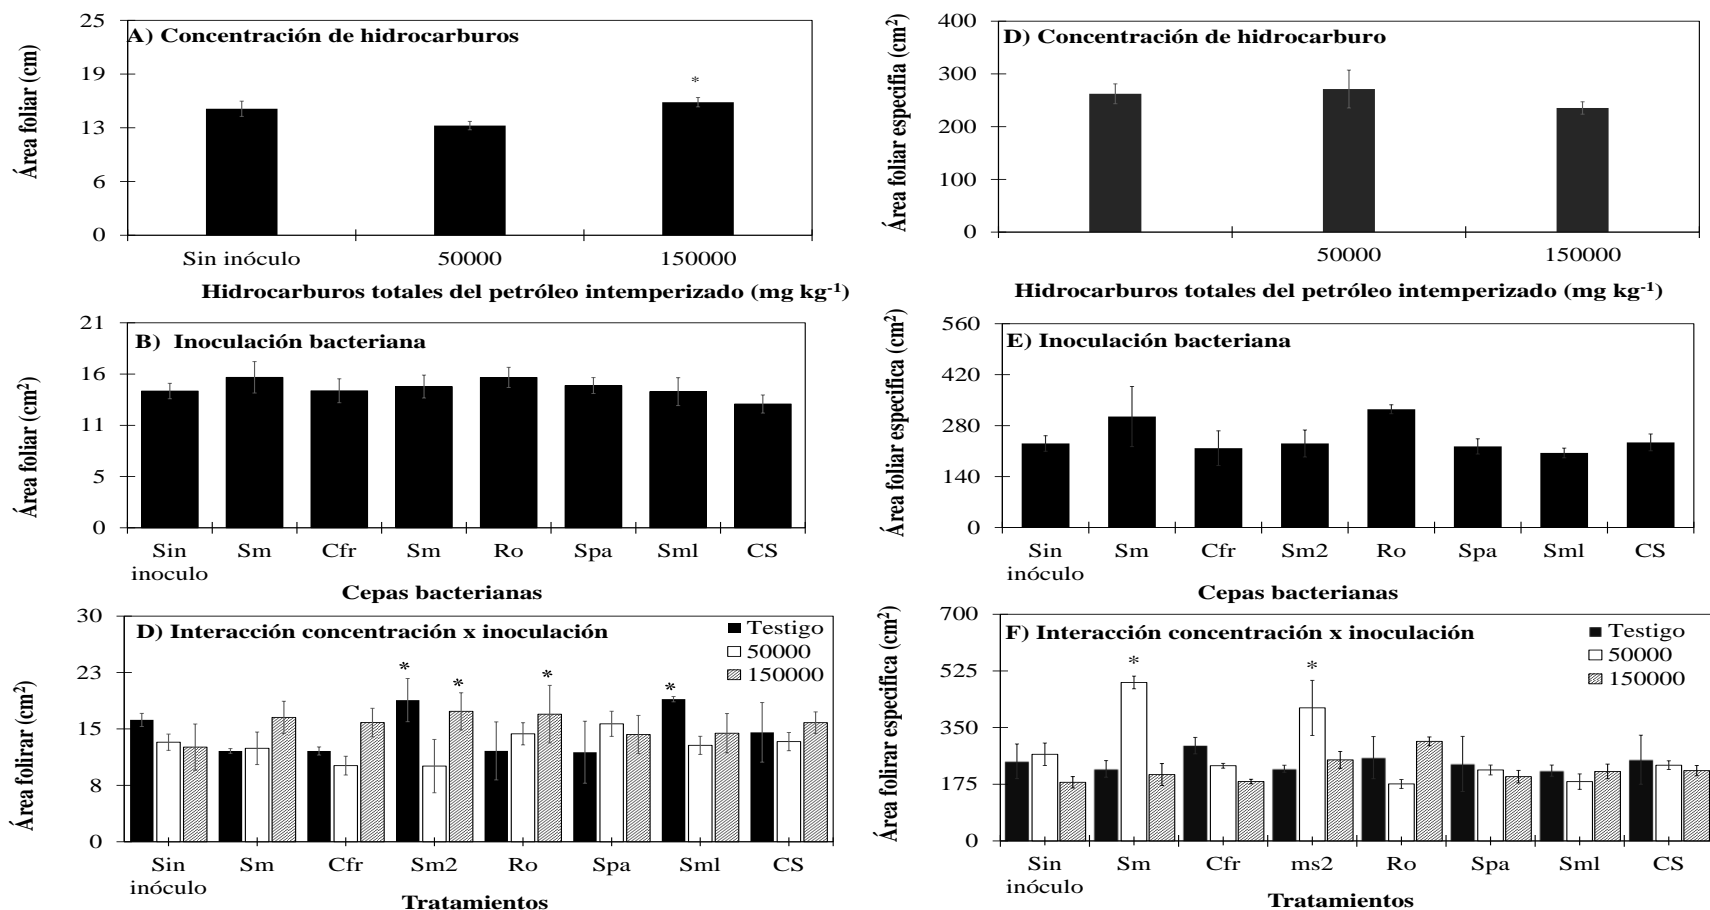 A) Concentración de hidrocarburos
Área foliar (cm)
25
19
13
6
0
*
Sin inóculo
50000
150000
Hidrocarburos totales del petróleo intemperizado (mg kg-1)
D) Concentración de hidrocarburo
Área foliar especifia (cm²)
400
300
200
100
0
50000
150000
Hidrocarburos totales del petróleo intemperizado (mg kg-1)
B) Inoculación bacteriana
Área foliar (cm²)
21
16
11
5
0
Sin inoculo
Sm
Cfr
Sm
Ro
Spa
Sml
CS
Cepas bacterianas
E) Inoculación bacteriana
Área foliar especifica (cm²)
560
420
280
140
0
Sin inóculo
Sm
Cfr
Sm2
Ro
Spa
Sml
CS
Cepas bacterianas
D) Interacción concentración x inoculación
Área folirar (cm²)
30
23
15
8
0
Testigo
50000
150000
*
*
*
*
Sin inóculo
Sm
Cfr
Sm2
Ro
Spa
Sml
CS
Tratamientos
F) Interacción concentración x inoculación
Área folirar especifica (cm²)
700
525
350
175
0
Testigo
50000
150000
*
*
Sin inóculo
Sm
Cfr
ms2
Ro
Spa
Sml
CS
Tratamientos